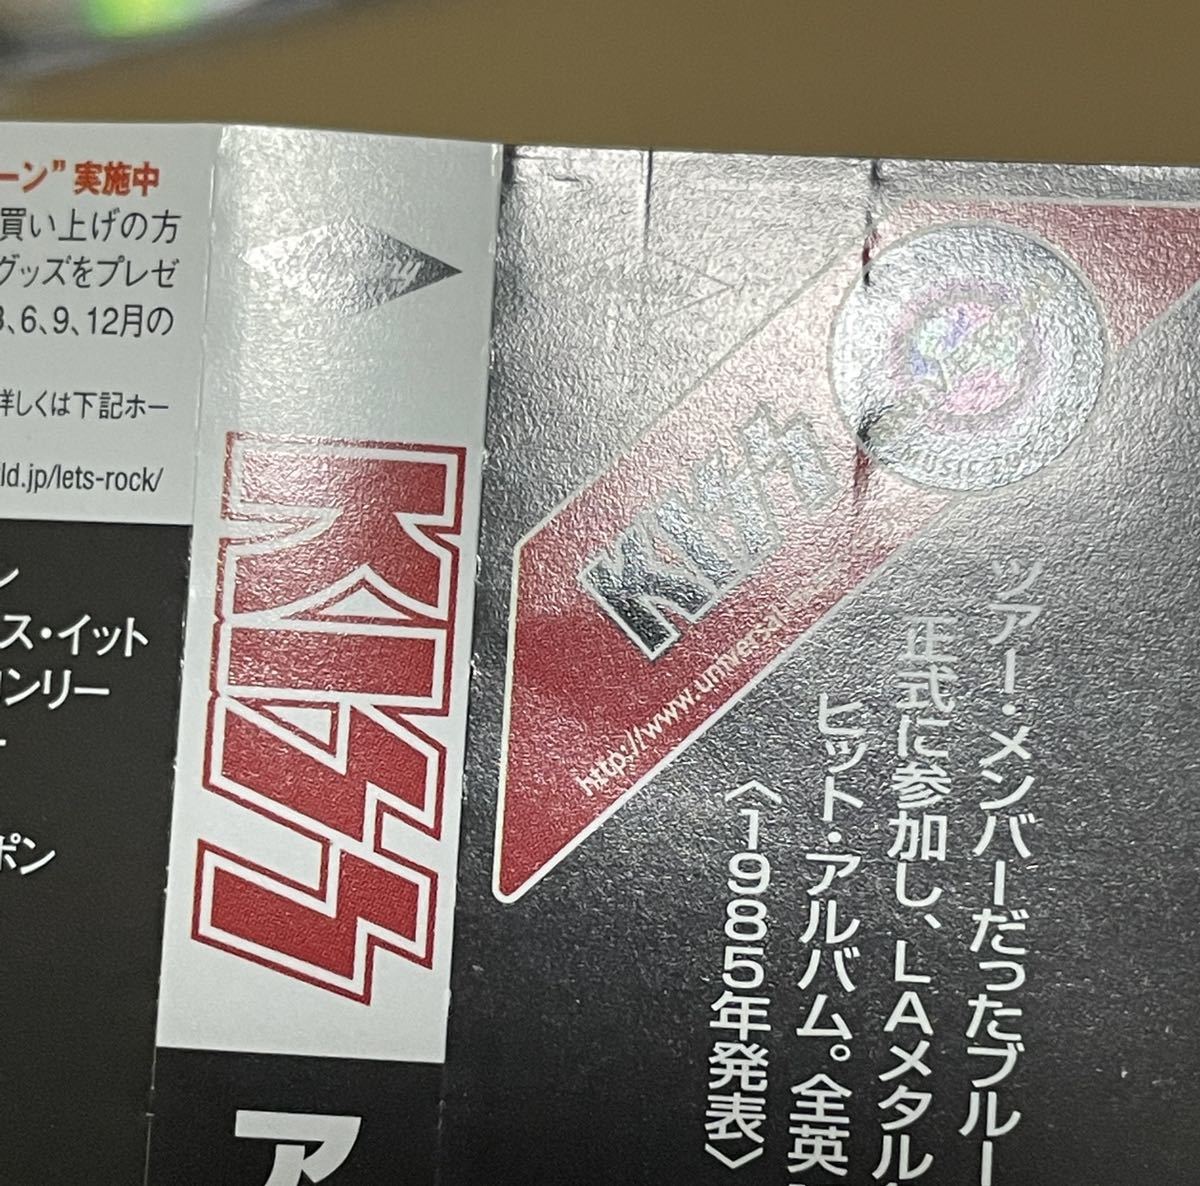 ーン”実施中
買い上げの方
グッズをプレゼ
3、6、9、12月の
詳しくは下記ホー
ld.jp/lets-rock/
ン
ス・イット
リンリー
ポン
KISS
ア
KISS
http://www.universal
MUSIC
ツアー・メンバーだったブルー
正式に参加し、LAメタル
ヒット・アルバム。全英
〈1985年発表〉